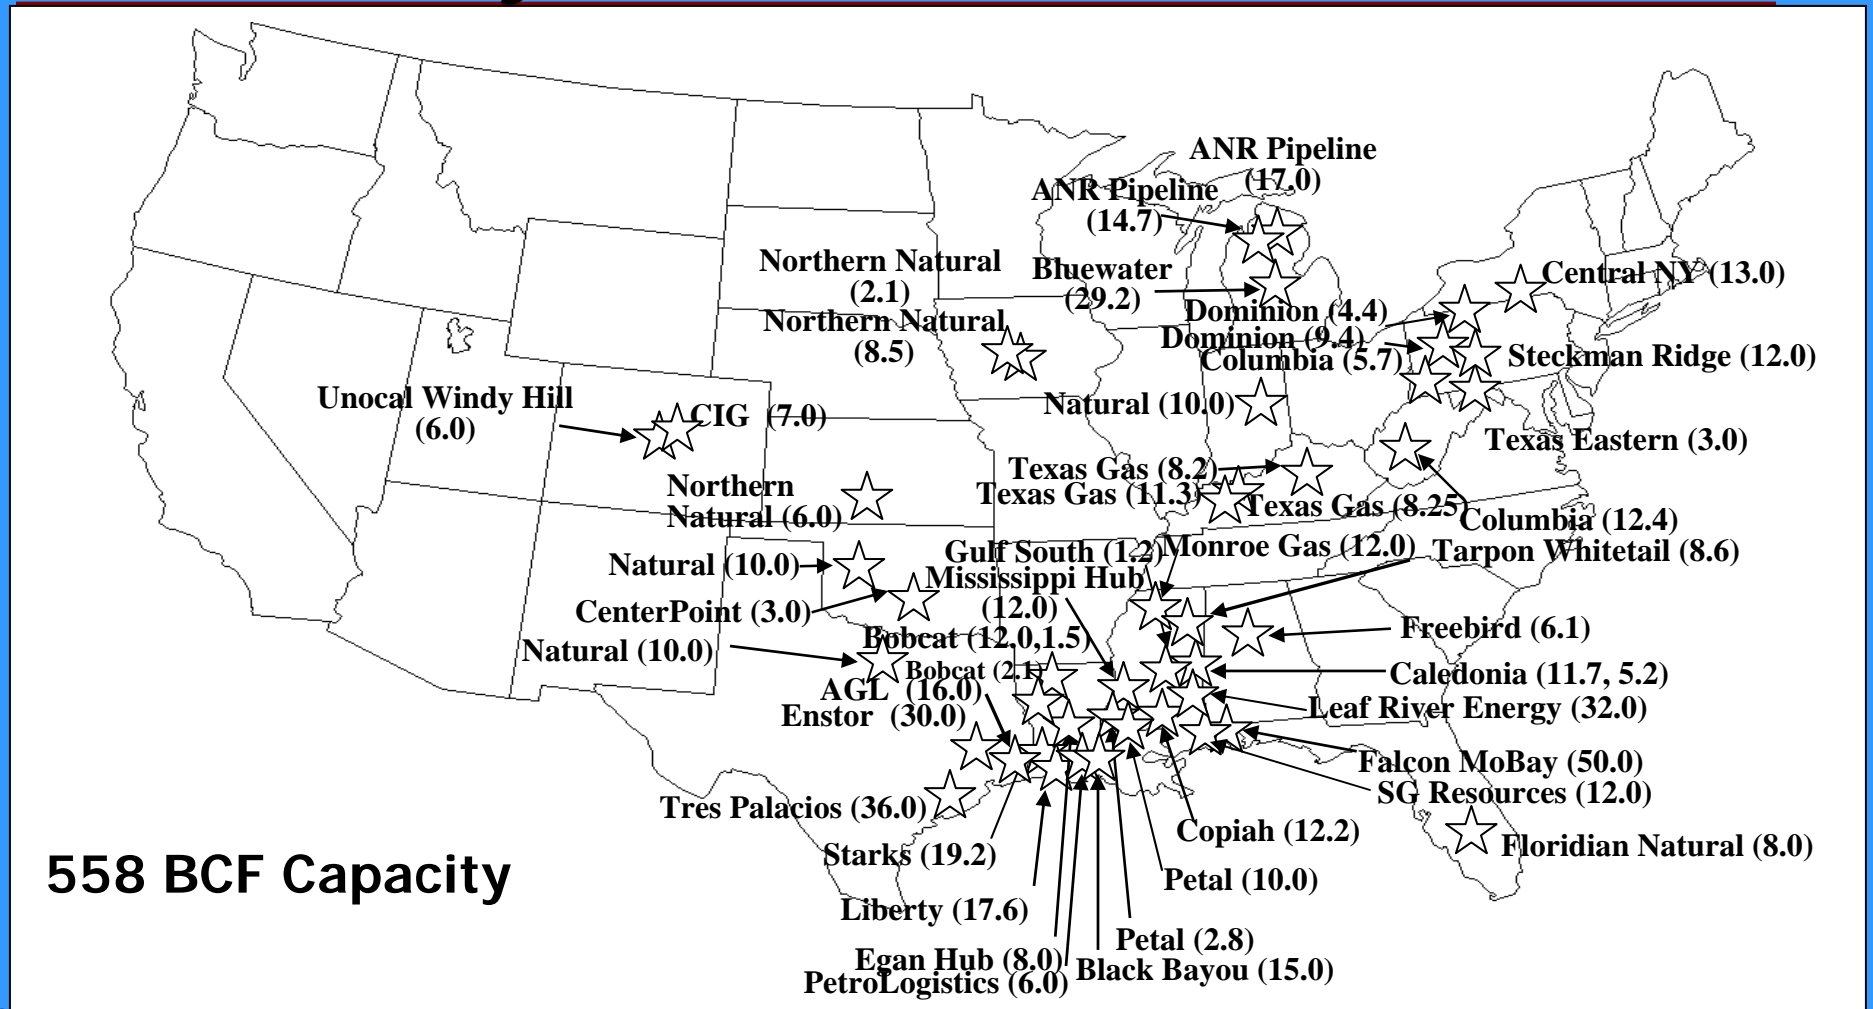 ANR Pipeline
(17.0)
ANR Pipeline
(14.7)
Northern Natural
(2.1)
Bluewater
(29.2)
Central NY (13.0)
Dominion (4.4)
Northern Natural
(8.5)
Dominion (9.4)
Columbia (5.7)
Steckman Ridge (12.0)
Unocal Windy Hill
(6.0)
CIG (7.0)
Natural (10.0)
Texas Eastern (3.0)
Texas Gas (8.2)
Northern
Natural (6.0)
Texas Gas (11.3)
Texas Gas (8.25)
Columbia (12.4)
Gulf South (1.2)
Monroe Gas (12.0)
Tarpon Whitetail (8.6)
Natural (10.0)
Mississippi Hub
(12.0)
CenterPoint (3.0)
Freebird (6.1)
Bobcat (12.0,1.5)
Natural (10.0)
Bobcat (2.1)
Caledonia (11.7, 5.2)
AGL (16.0)
Leaf River Energy (32.0)
Enstor (30.0)
Falcon MoBay (50.0)
SG Resources (12.0)
Tres Palacios (36.0)
Copiah (12.2)
Floridian Natural (8.0)
Starks (19.2)
558 BCF Capacity
Petal (10.0)
Liberty (17.6)
Petal (2.8)
Egan Hub (8.0)
Black Bayou (15.0)
PetroLogistics (6.0)